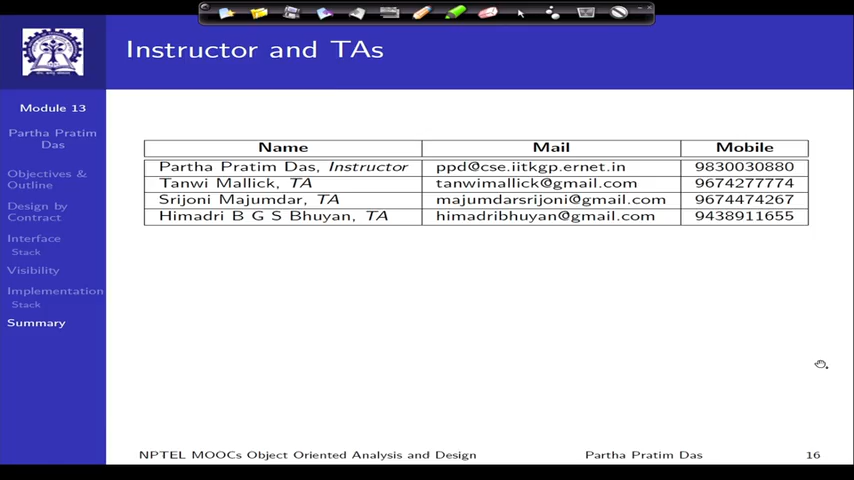 Instructor and TAs
Module 13
Partha Pratim
Das
Objectives &
Outline
Design by
Contract
Interface
Stack
Visibility
Implementation
Stack
Summary
Name Mail Mobile
Partha Pratim Das, Instructor ppd@cse.iitkgp.ernet.in 9830030880
Tanwi Mallick, TA tanwimallick@gmail.com 9674277774
Srijoni Majumdar, TA majumdarsrijoni@gmail.com 9674474267
Himadri B G S Bhuyan, TA himadribhuyan@gmail.com 9438911655
NPTEL MOOCs Object Oriented Analysis and Design Partha Pratim Das 16